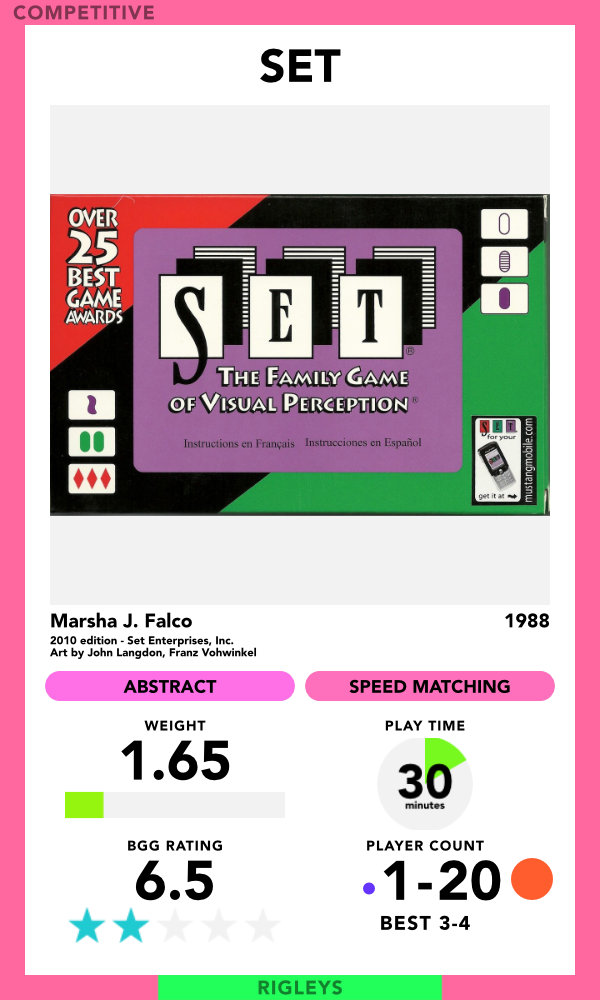 COMPETITIVE
SET
OVER
25
BEST
GAME
AWARDS
SET®
THE FAMILY GAME
OF VISUAL PERCEPTION®
Instructions en Français Instrucciones en Español
SET
for your
get it at
mustangmobile.com
Marsha J. Falco 1988
2010 edition - Set Enterprises, Inc.
Art by John Langdon, Franz Vohwinkel
ABSTRACT SPEED MATCHING
WEIGHT PLAY TIME
1.65 30
minutes
BGG RATING PLAYER COUNT
6.5 1-20
BEST 3-4
RIGLEYS